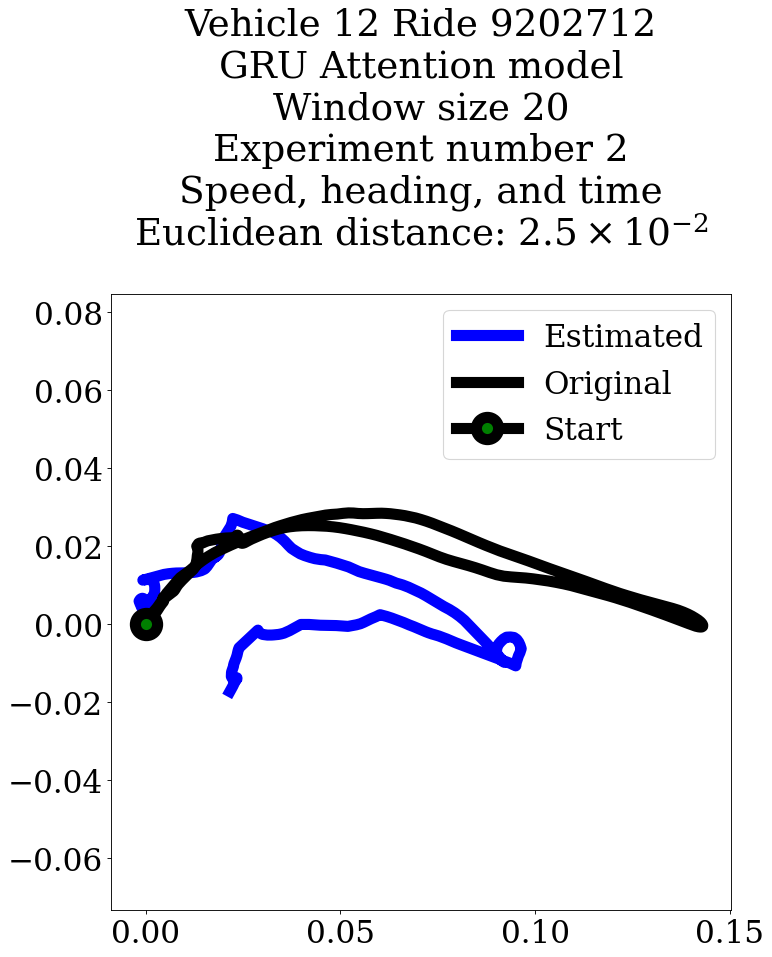 Vehicle 12 Ride 9202712
GRU Attention model
Window size 20
Experiment number 2
Speed, heading, and time
Euclidean distance: 2.5 × 10⁻²
Estimated
Original
Start
0.08
0.06
0.04
0.02
0.00
−0.02
−0.04
−0.06
0.00 0.05 0.10 0.15